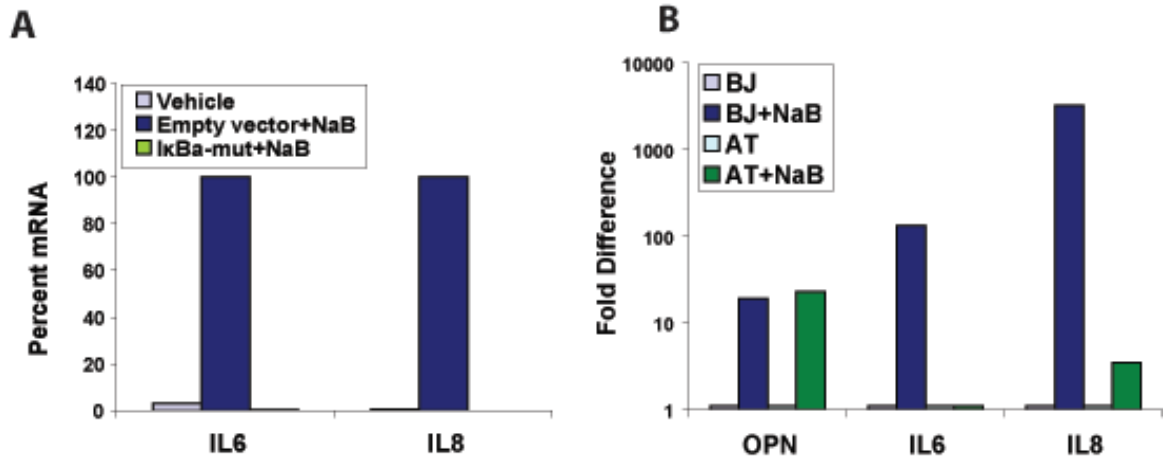 A
Percent mRNA
140
120
100
80
60
40
20
0
Vehicle
Empty vector+NaB
IκBa-mut+NaB
IL6 IL8
B
Fold Difference
10000
1000
100
10
1
BJ
BJ+NaB
AT
AT+NaB
OPN IL6 IL8